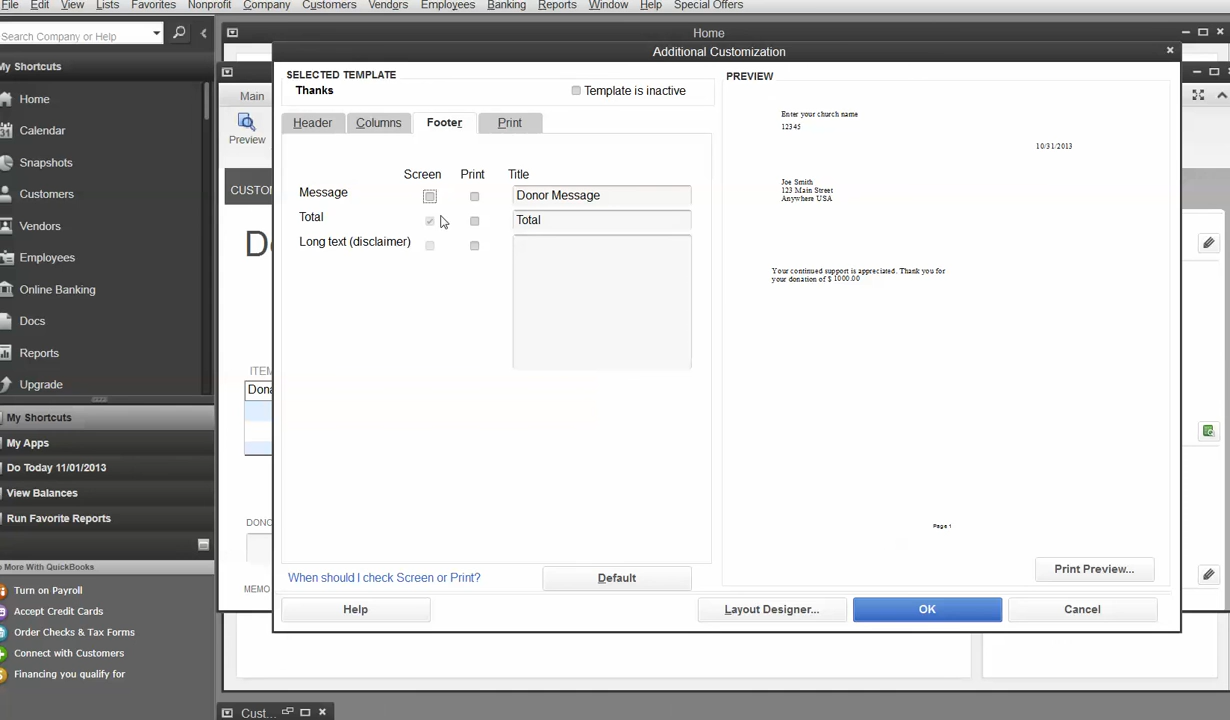 File Edit View Lists Favorites Nonprofit Company Customers Vendors Employees Banking Reports Window Help Special Offers
Search Company or Help
My Shortcuts
Home
Calendar
Snapshots
Customers
Vendors
Employees
Online Banking
Docs
Reports
Upgrade
My Shortcuts
My Apps
Do Today 11/01/2013
View Balances
Run Favorite Reports
o More With QuickBooks
Turn on Payroll
Accept Credit Cards
Order Checks & Tax Forms
Connect with Customers
Financing you qualify for
Home
Main
Preview
CUSTOM
Do
ITEM
Dona
DONO
MEMO
Cust...
Additional Customization
SELECTED TEMPLATE
Thanks
Template is inactive
Header Columns Footer Print
Screen Print Title
Message Donor Message
Total Total
Long text (disclaimer)
When should I check Screen or Print?
Default
Help
PREVIEW
Enter your church name
12345
10/31/2013
Joe Smith
123 Main Street
Anywhere USA
Your continued support is appreciated. Thank you for
your donation of $ 1000.00
Page 1
Print Preview...
Layout Designer... OK Cancel